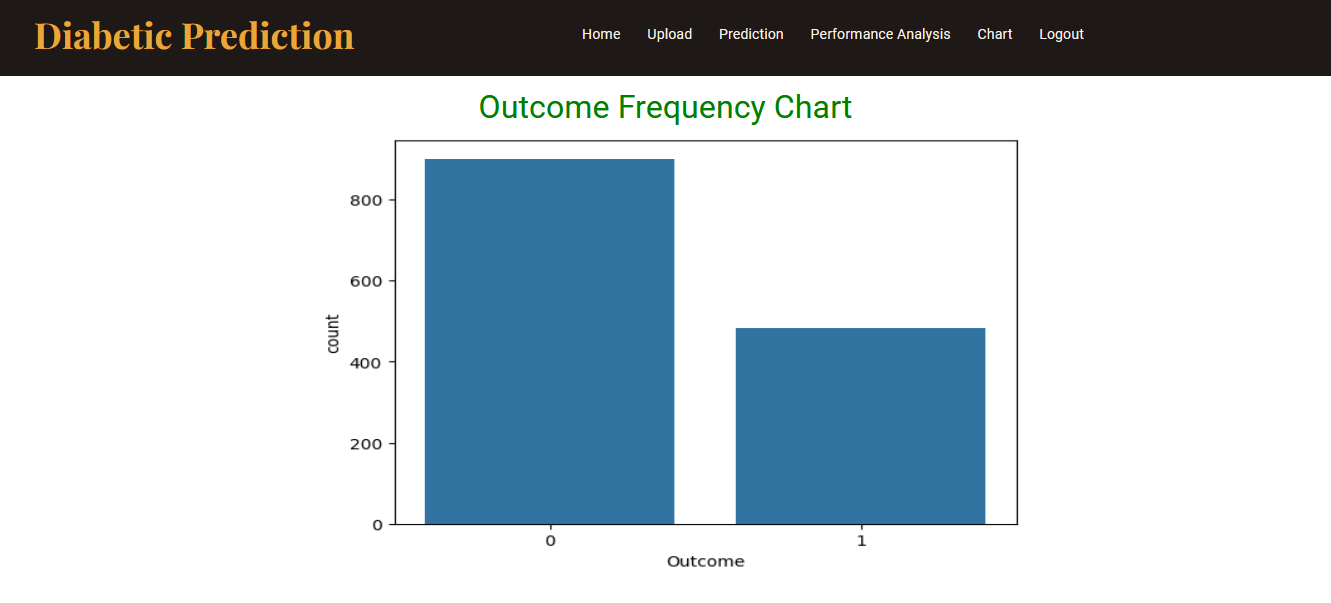 Diabetic Prediction
Home Upload Prediction Performance Analysis Chart Logout
Outcome Frequency Chart
800
600
count
400
200
0
0 1
Outcome